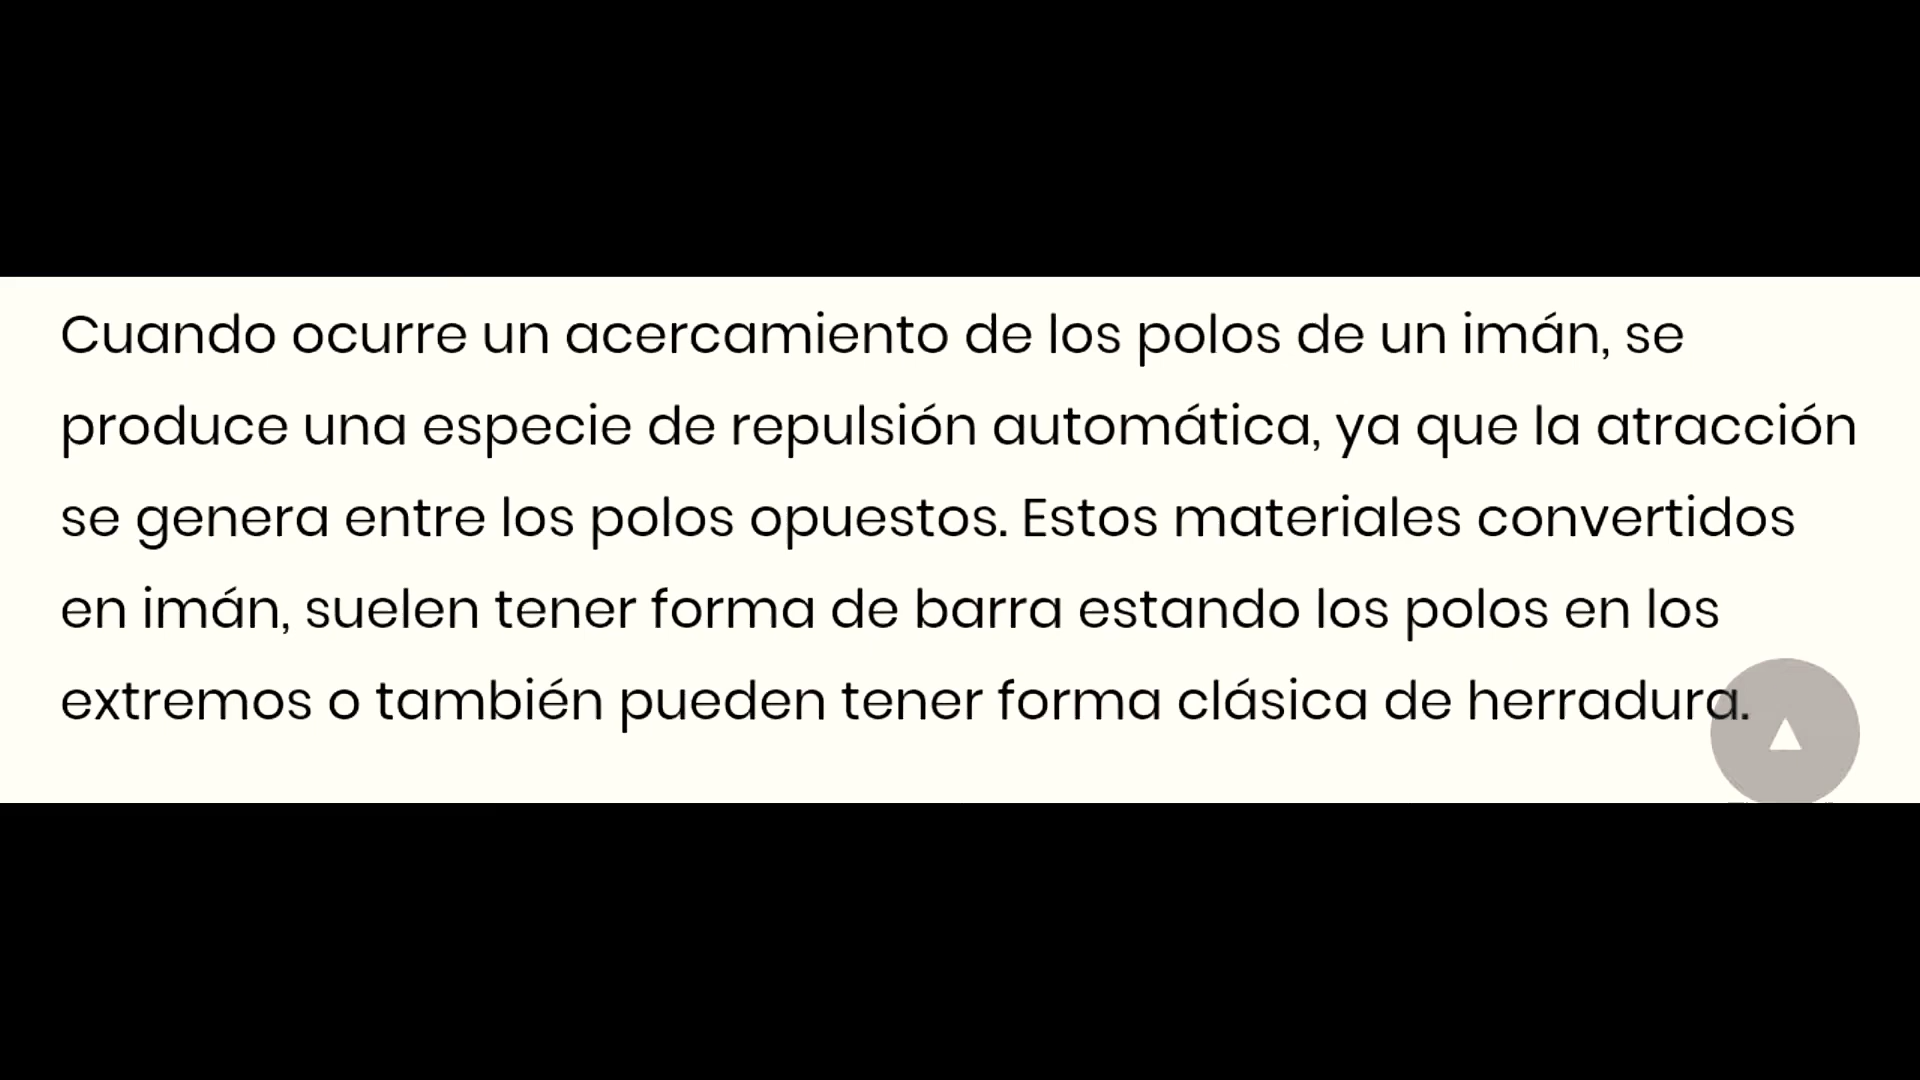 Cuando ocurre un acercamiento de los polos de un imán, se
produce una especie de repulsión automática, ya que la atracción
se genera entre los polos opuestos. Estos materiales convertidos
en imán, suelen tener forma de barra estando los polos en los
extremos o también pueden tener forma clásica de herradura.